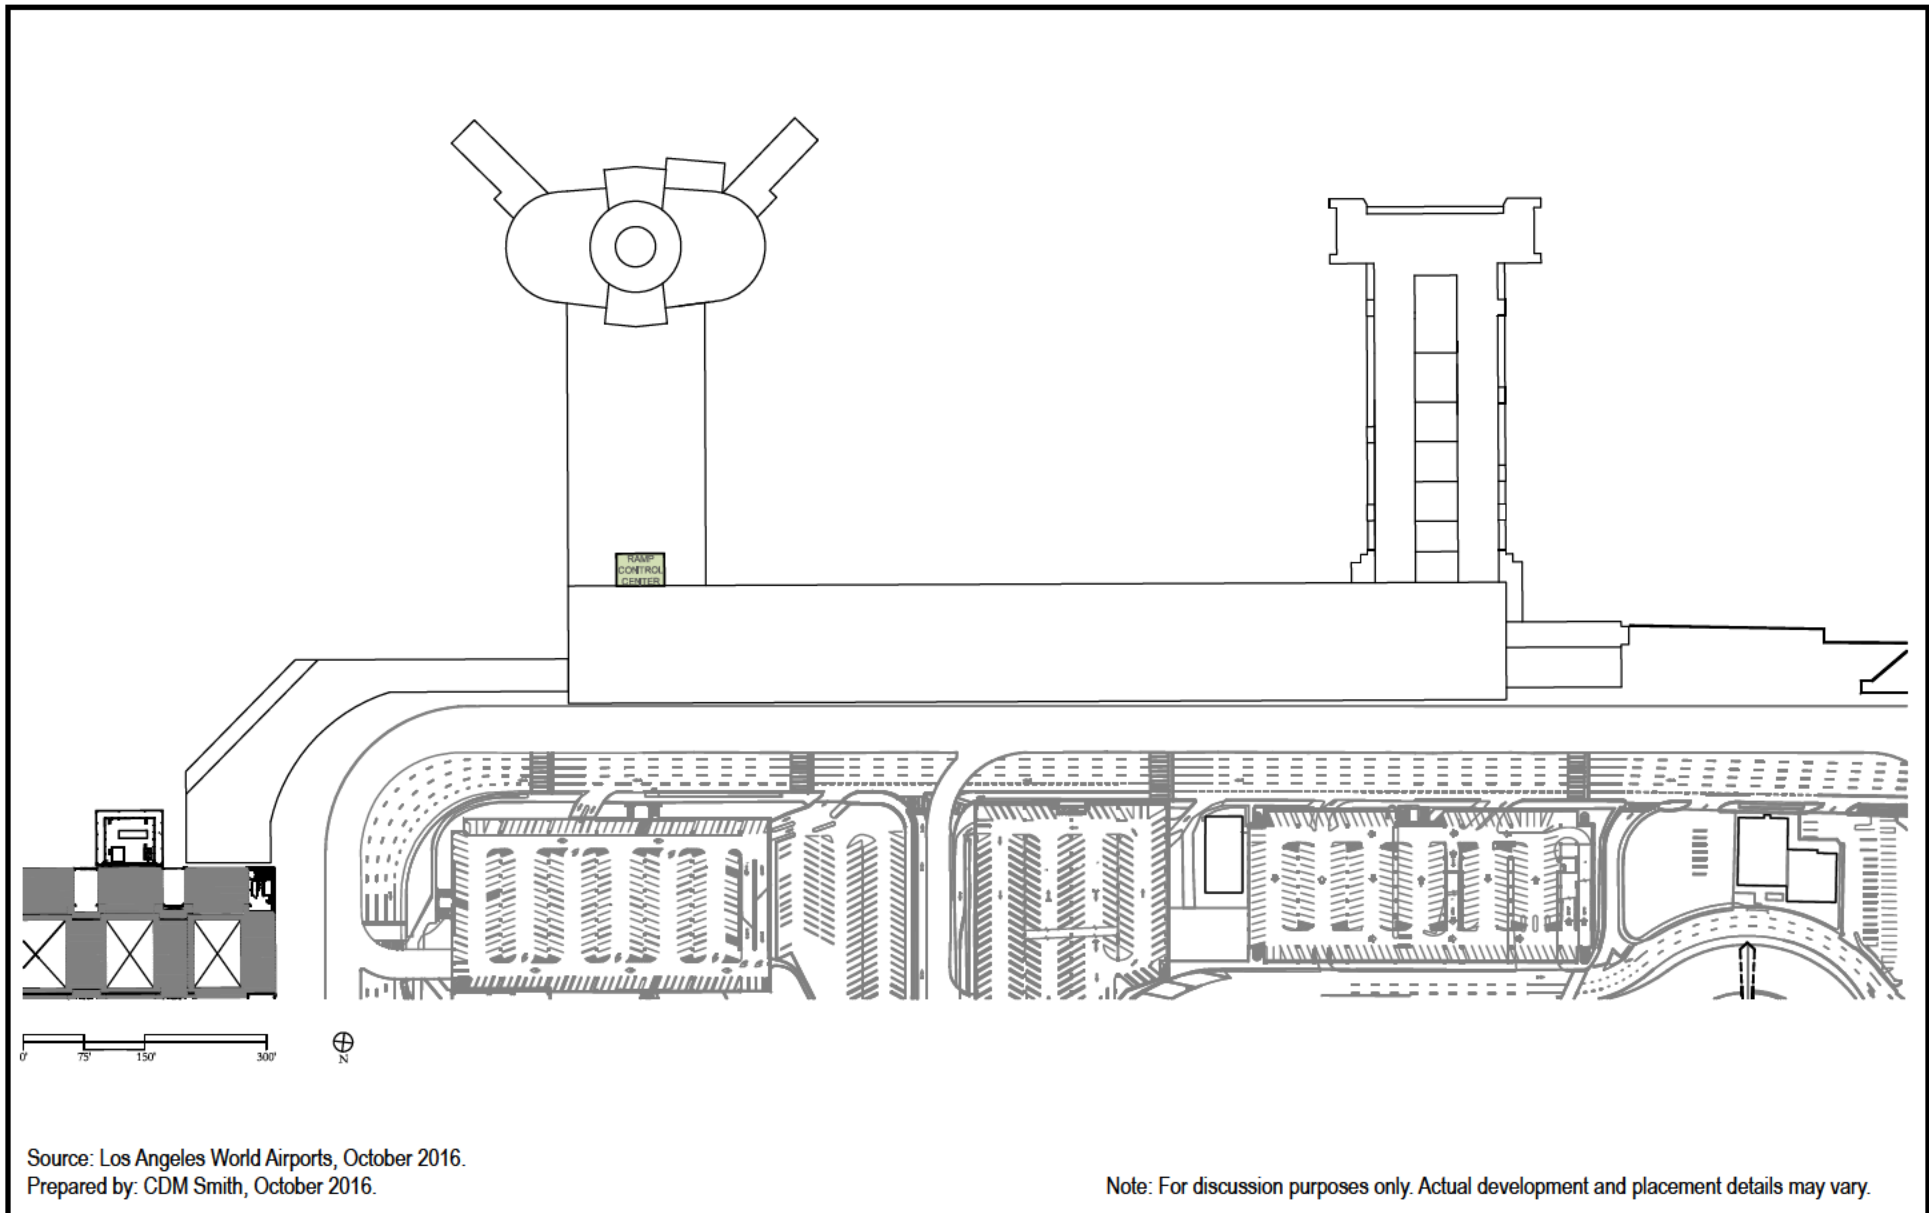 RAMP
CONTROL
CENTER
0' 75' 150' 300'
N
Source: Los Angeles World Airports, October 2016.
Prepared by: CDM Smith, October 2016.
Note: For discussion purposes only. Actual development and placement details may vary.